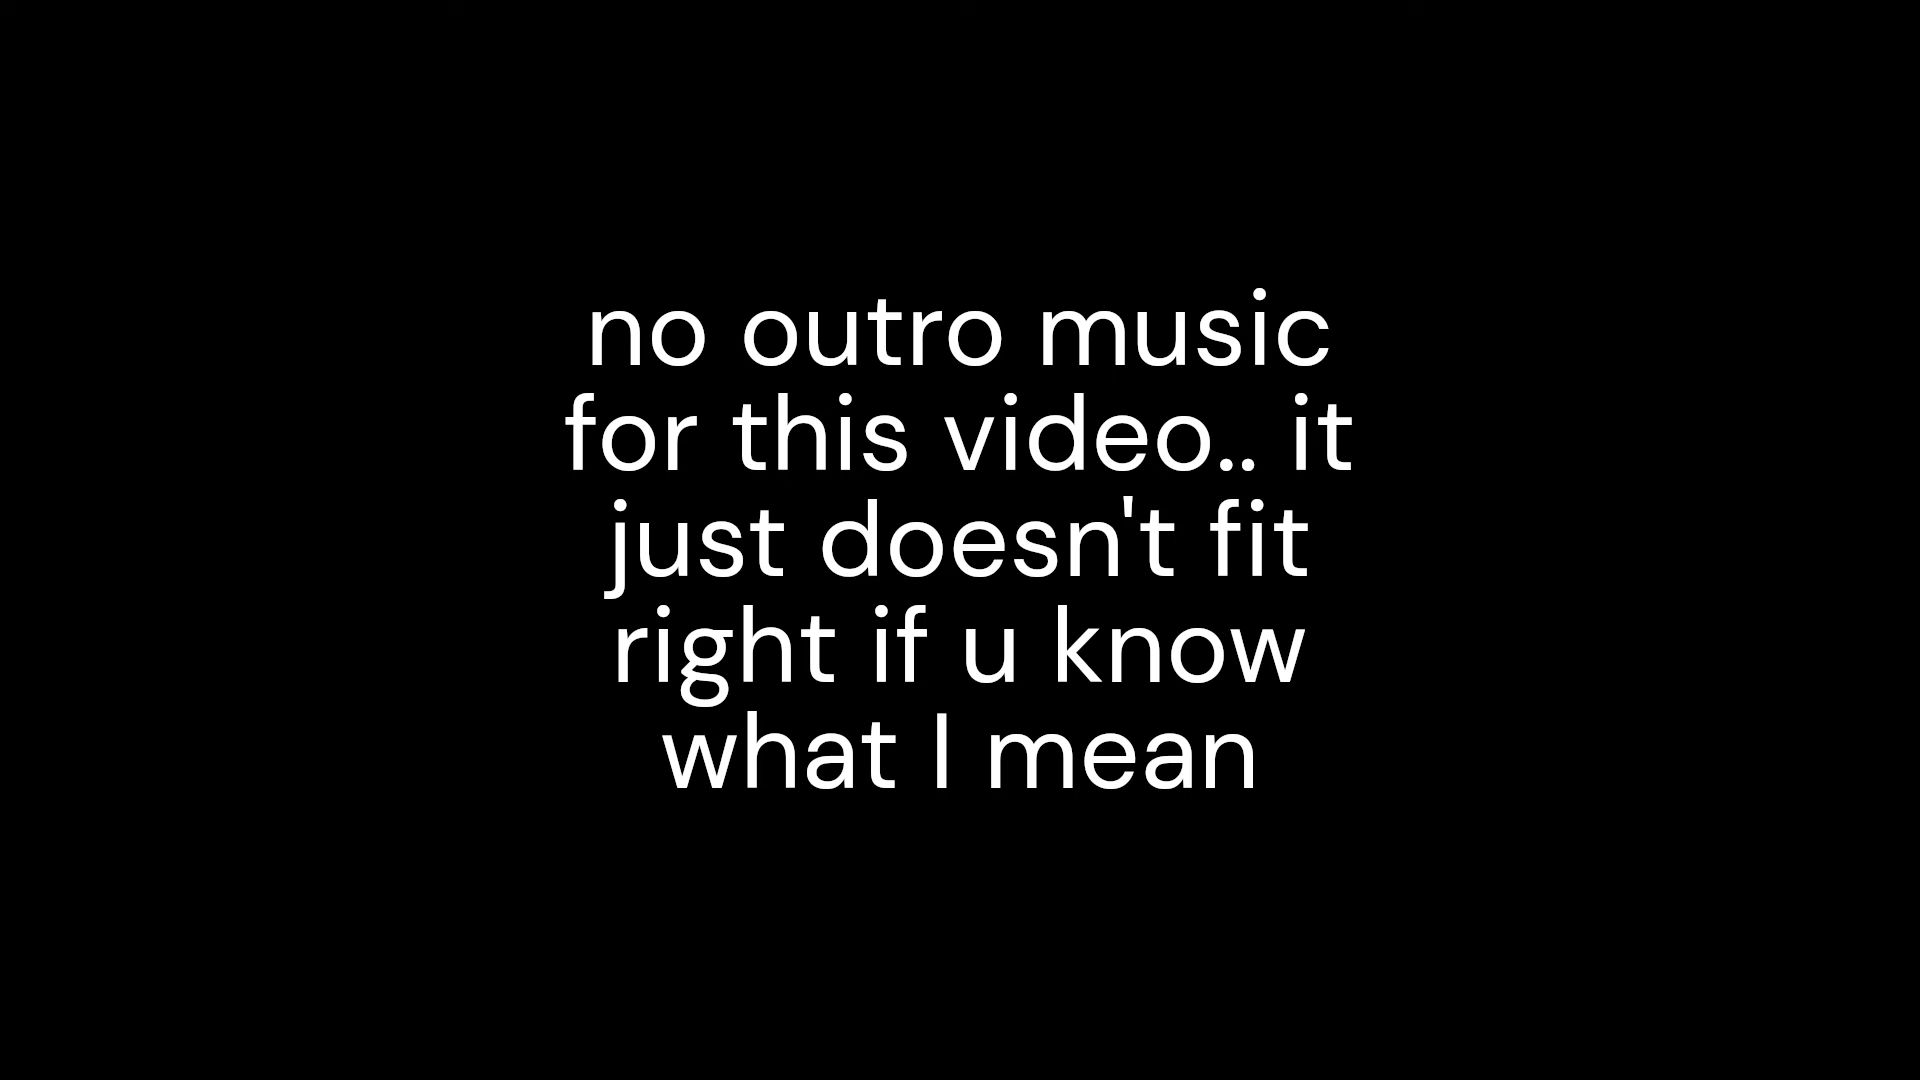 no outro music
for this video.. it
just doesn't fit
right if u know
what I mean